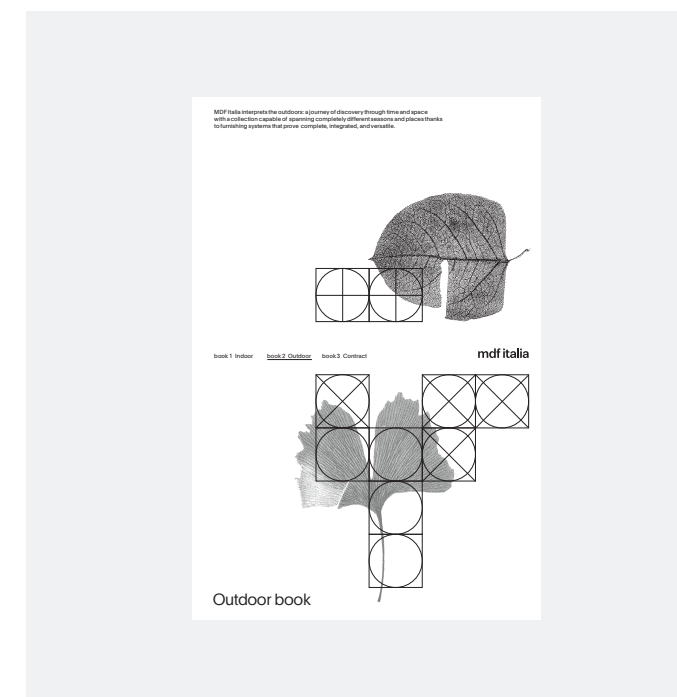 MDF Italia interprets the outdoors: a journey of discovery through time and space
with a collection capable of spanning completely different seasons and places thanks
to furnishing systems that prove complete, integrated, and versatile.
book 1 Indoor book 2 Outdoor book 3 Contract
mdf italia
Outdoor book